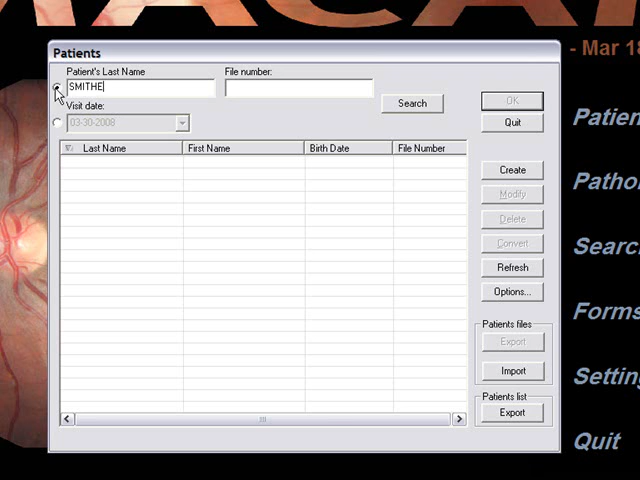 - Mar 18
Patients
Patient's Last Name
File number:
SMITHE
Search
OK
Visit date:
03-30-2008
Quit
Last Name
First Name
Birth Date
File Number
Create
Modify
Delete
Convert
Refresh
Options...
Patients files
Export
Import
Patients list
Export
Patien
Pathol
Search
Forms
Setting
Quit